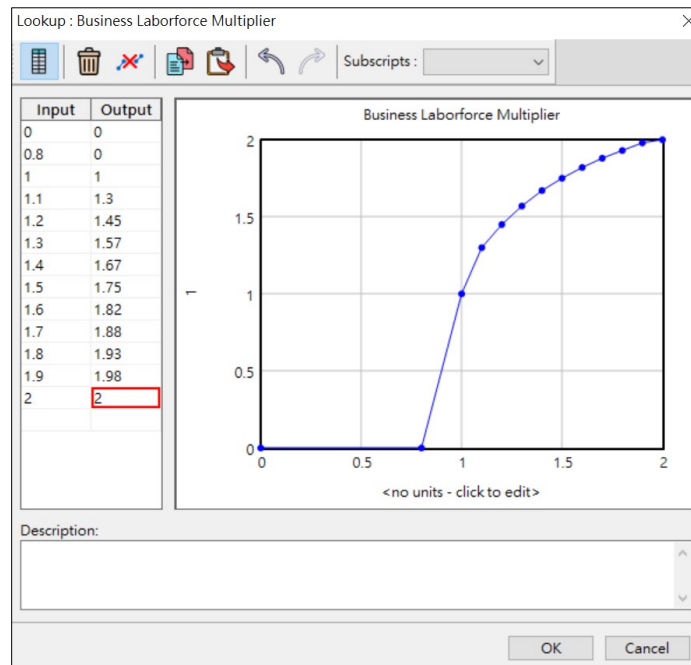 Lookup : Business Laborforce Multiplier
Subscripts :
Input Output
0 0
0.8 0
1 1
1.1 1.3
1.2 1.45
1.3 1.57
1.4 1.67
1.5 1.75
1.6 1.82
1.7 1.88
1.8 1.93
1.9 1.98
2 2
Business Laborforce Multiplier
2
1.5
1
0.5
0
1
0 0.5 1 1.5 2
<no units - click to edit>
Description:
OK Cancel